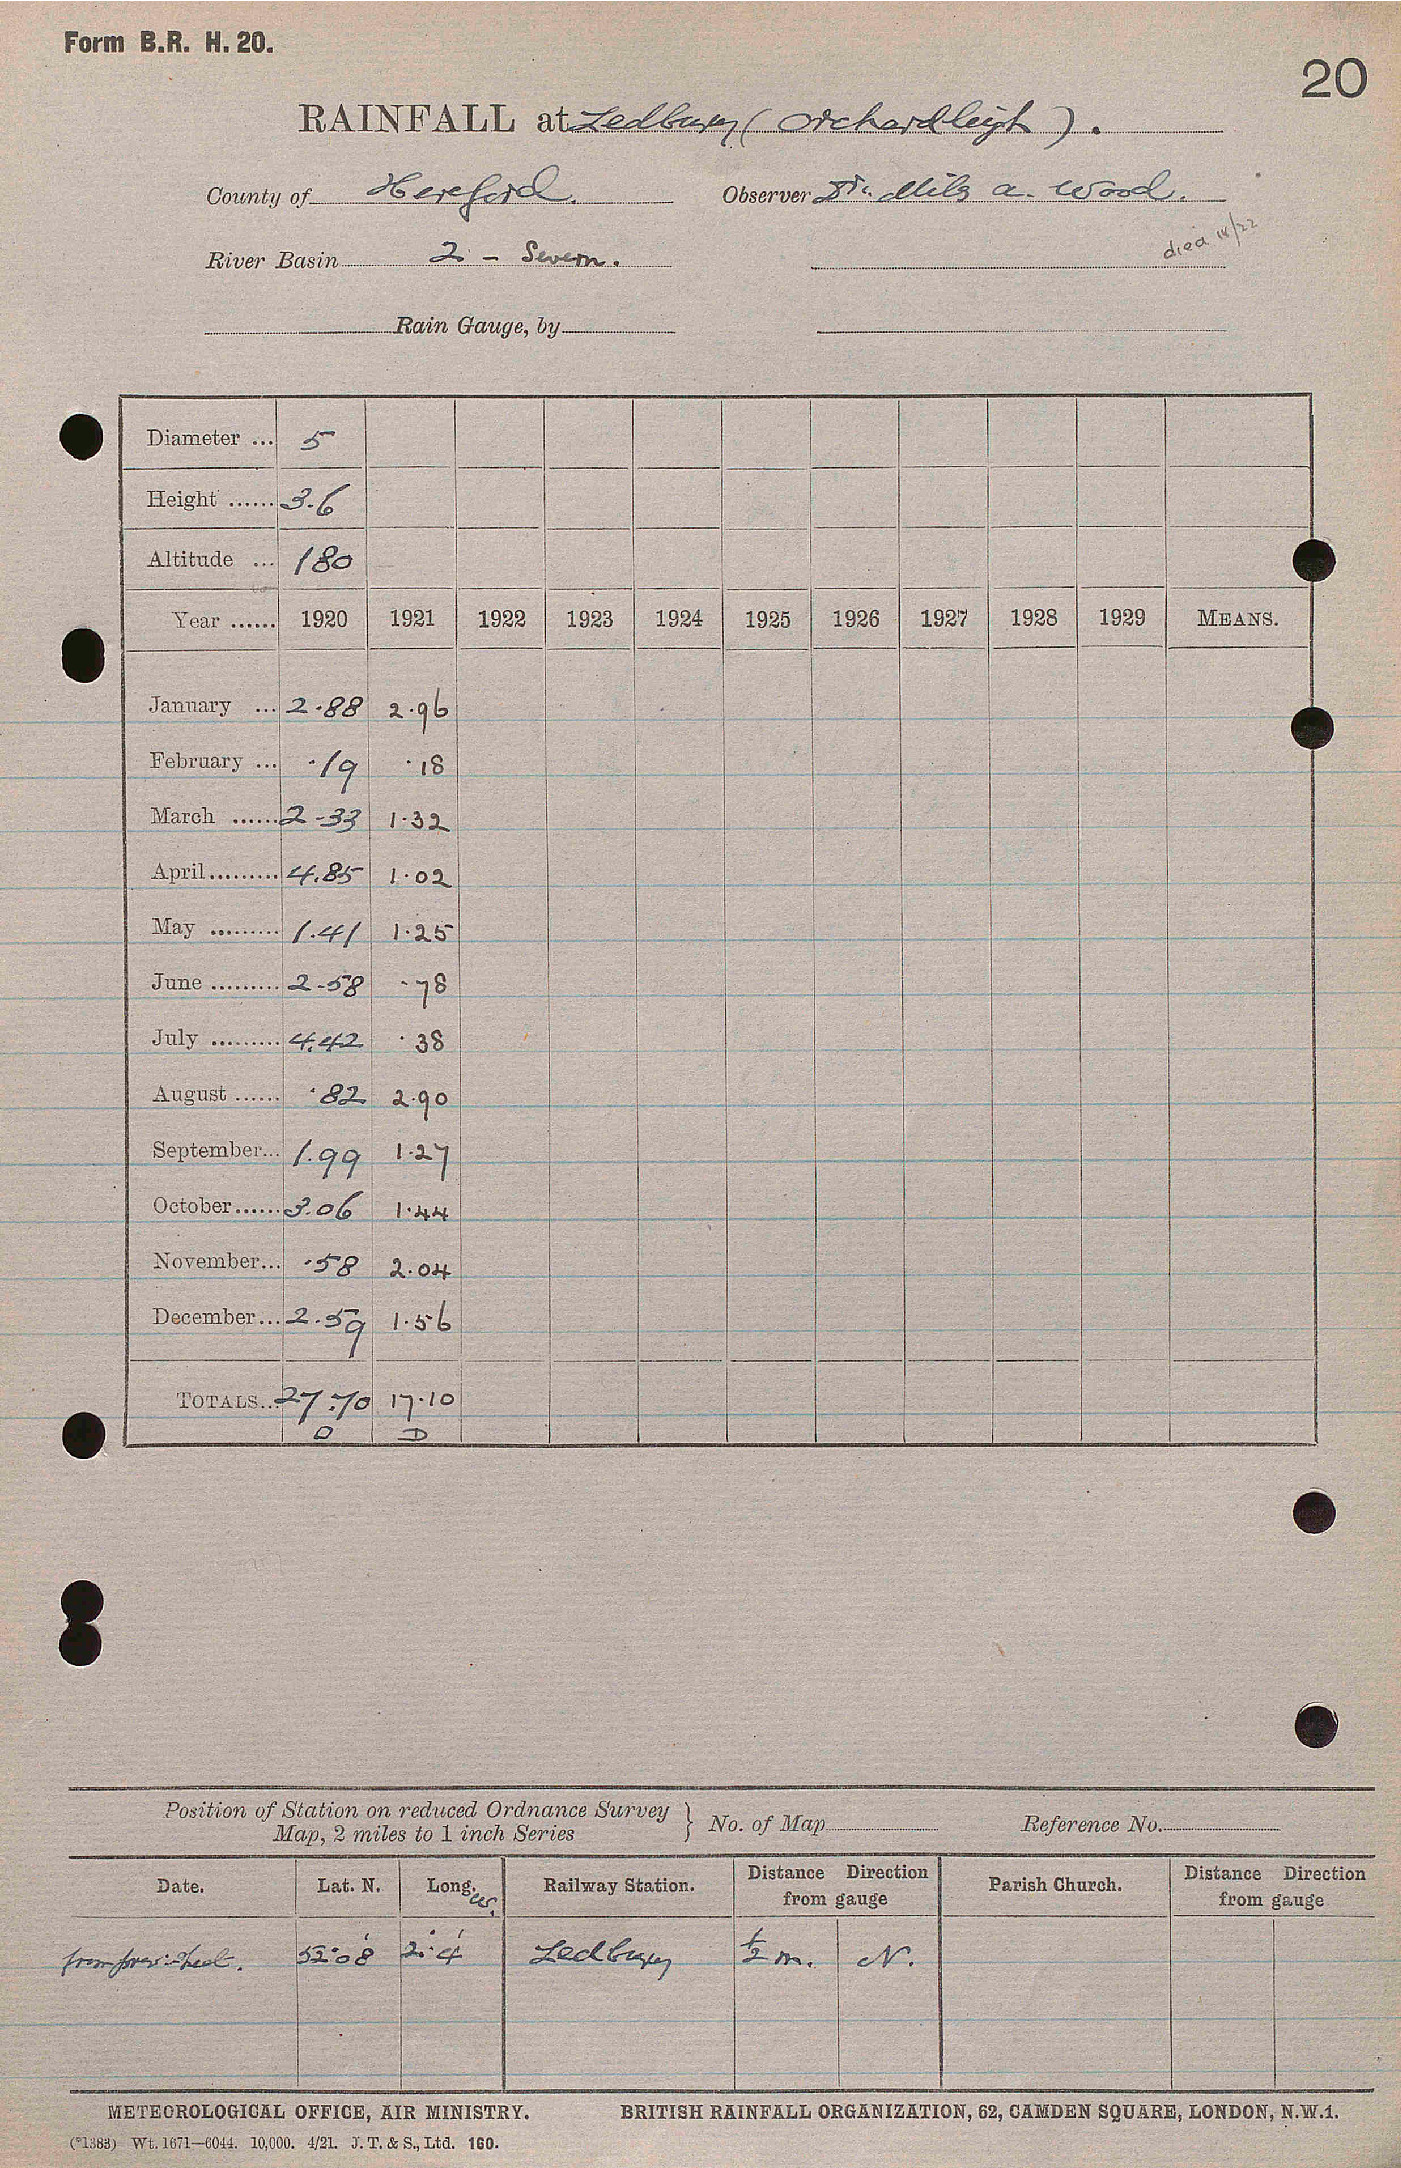 Form B.R. H. 20.
20
RAINFALL at Ledbury (Orchardleigh).
County of Hereford. Observer Dr. Miles A. Wood.
River Basin 2 - Severn. died /22
Rain Gauge, by
Diameter ... 5
Height ...... 3.6
Altitude ... 180
Year ...... 1920 1921 1922 1923 1924 1925 1926 1927 1928 1929 MEANS.
January ... 2.88 2.96
February ... .19 .18
March ...... 2-33 1.32
April ......... 4.85 1.02
May ......... 1.41 1.25
June ......... 2-58 .78
July ......... 4.42 .38
August ...... .82 2.90
September... 1.99 1.27
October...... 3.06 1.44
November... .58 2.04
December... 2.59 1.56
TOTALS... 27.70 17.10
D D
Position of Station on reduced Ordnance Survey
Map, 2 miles to 1 inch Series } No. of Map Reference No.
Date. Lat. N. Long. W. Railway Station. Distance Direction from gauge Parish Church. Distance Direction from gauge
from prev: sheet. 52°08' 2°.4' Ledbury ½ m. N.
METEOROLOGICAL OFFICE, AIR MINISTRY. BRITISH RAINFALL ORGANIZATION, 62, CAMDEN SQUARE, LONDON, N.W.1.
(*1383) Wt. 1671—6044. 10,000. 4/21. J. T. & S., Ltd. 160.